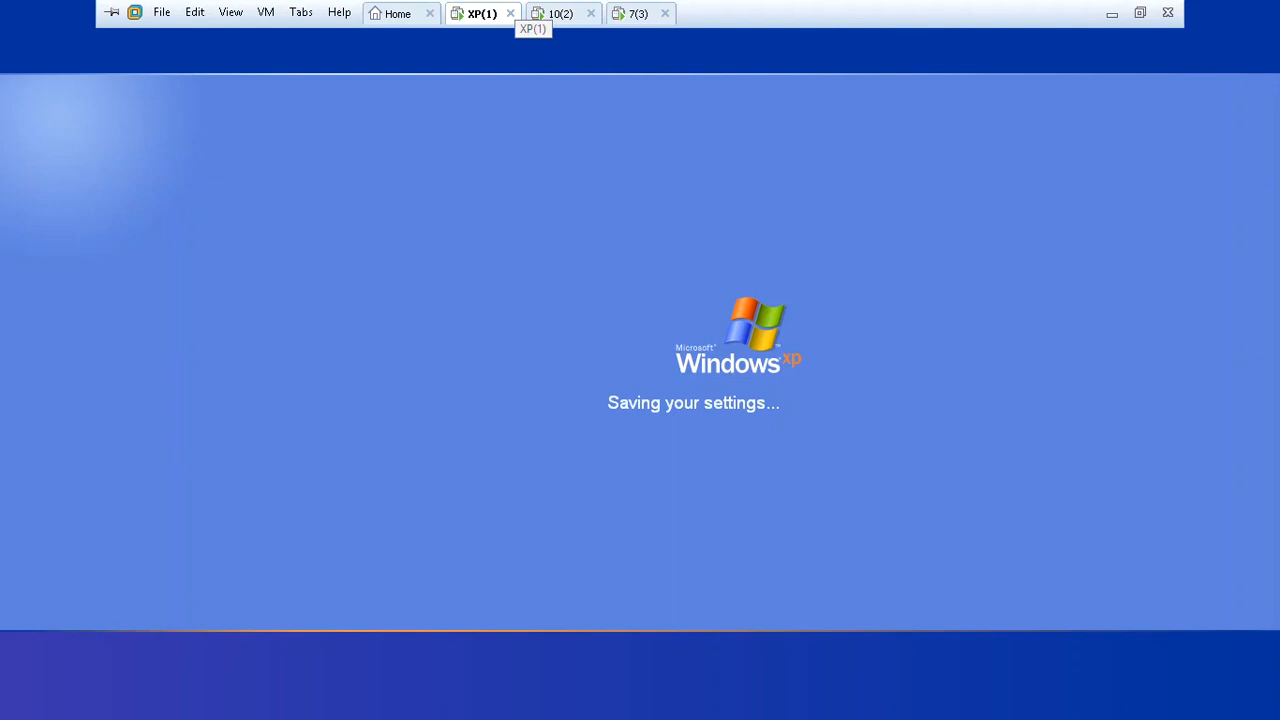 File Edit View VM Tabs Help Home XP(1) 10(2) 7(3)
XP(1)
Microsoft
Windows xp
Saving your settings...